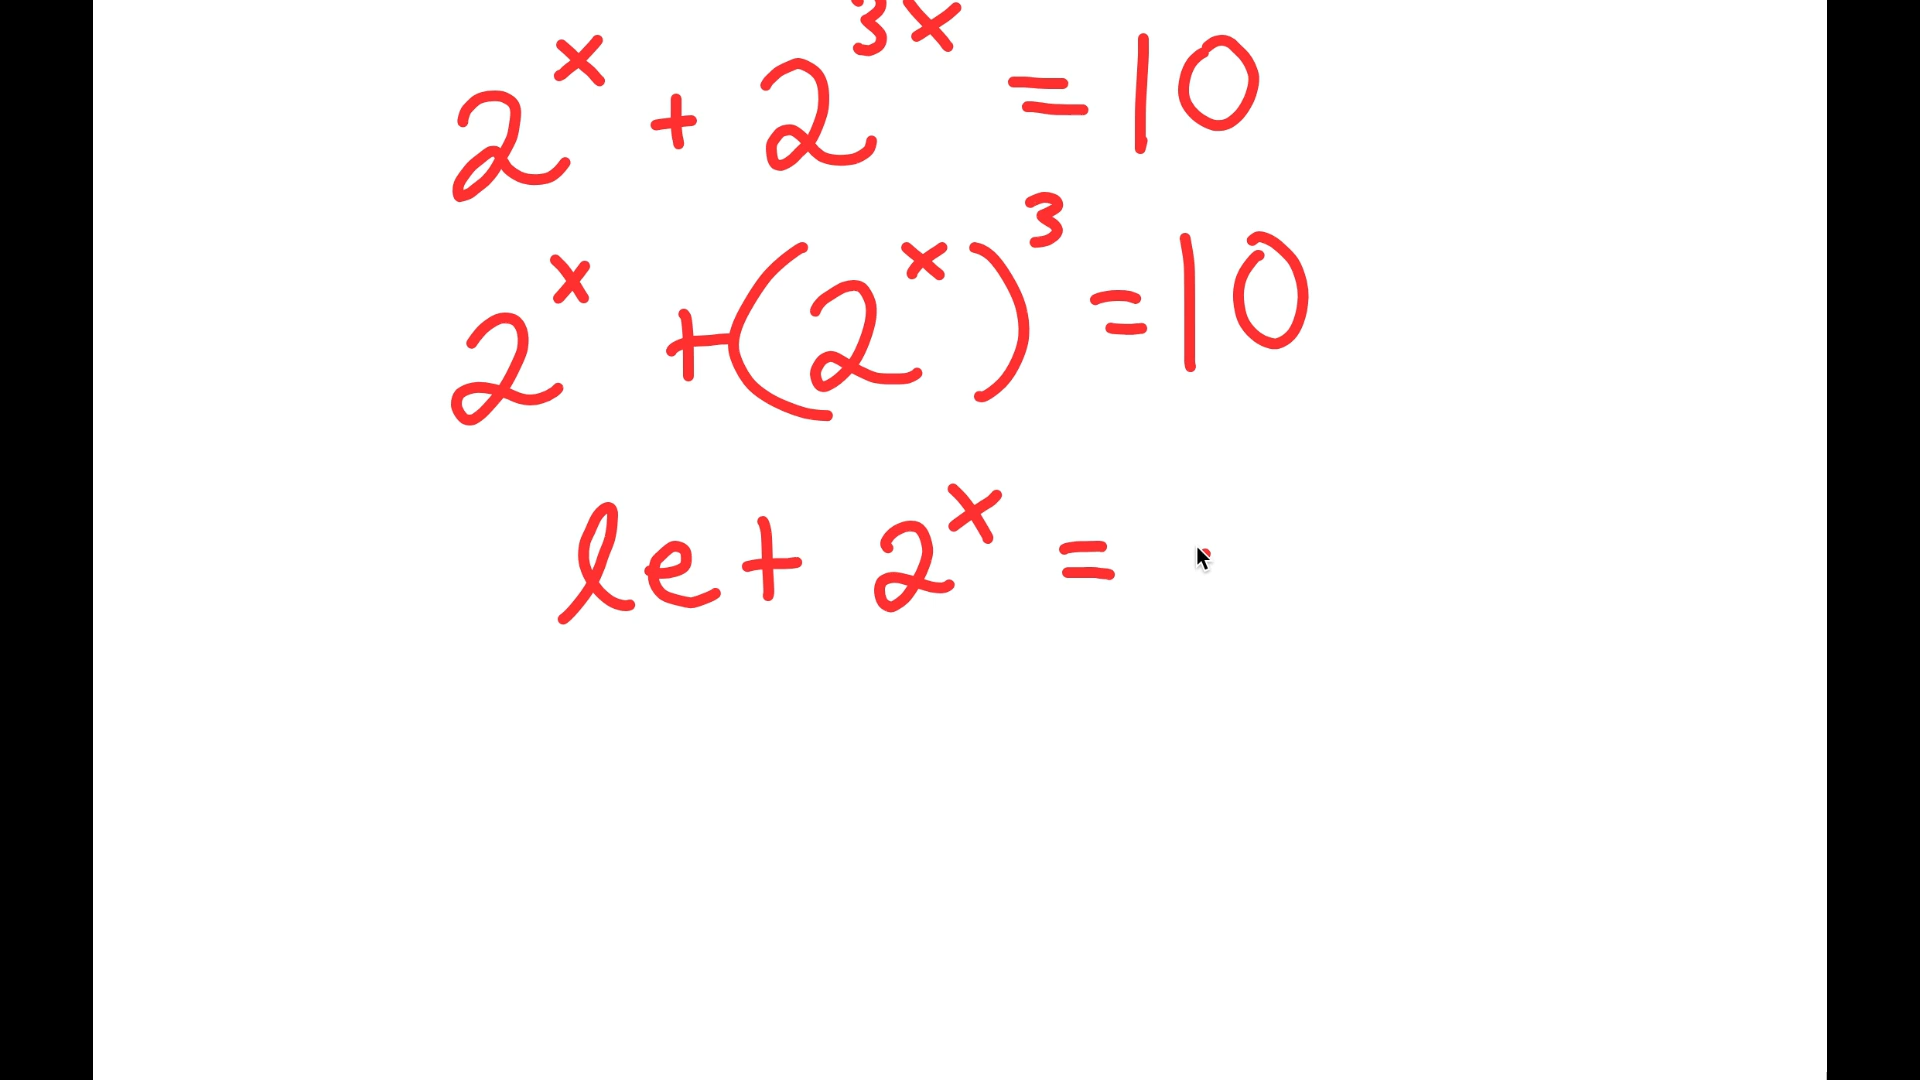 2^x + 2^3x = 10
2^x + (2^x)^3 = 10
let 2^x =